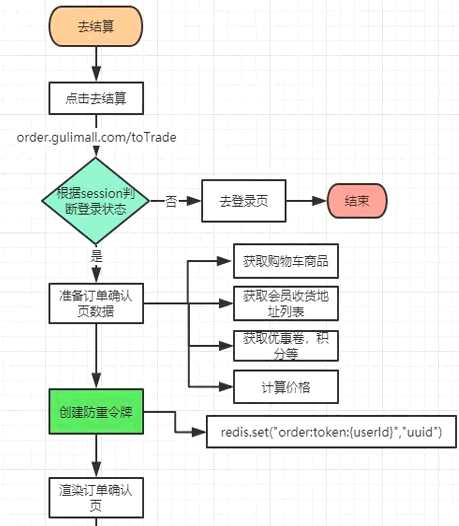 去结算
点击去结算
order.gulimall.com/toTrade
根据session判
断登录状态
否
去登录页
结束
是
获取购物车商品
准备订单确认
页数据
获取会员收货地
址列表
获取优惠卷，积
分等
计算价格
创建防重令牌
redis.set("order:token:{userId}","uuid")
渲染订单确认
页